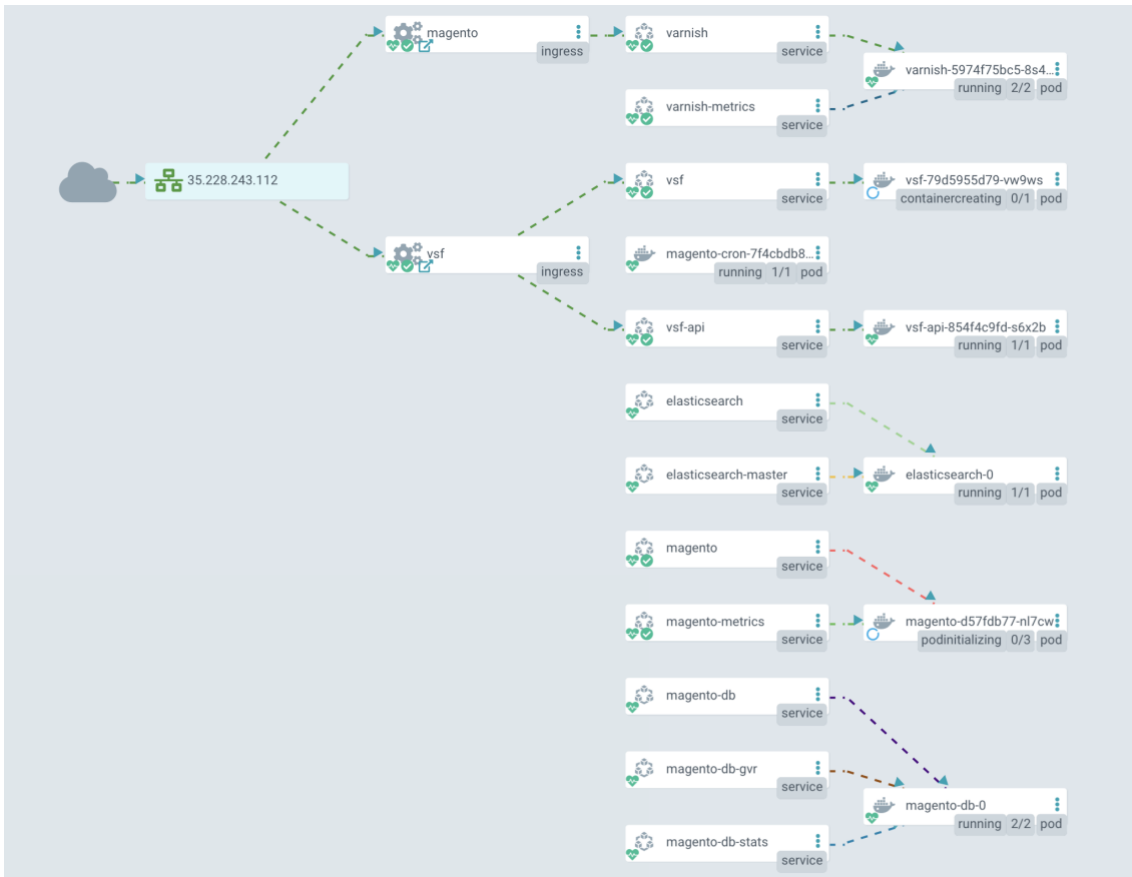 magento
ingress
varnish
service
varnish-5974f75bc5-8s4...
running 2/2 pod
varnish-metrics
service
35.228.243.112
vsf
service
vsf-79d5955d79-vw9ws
containercreating 0/1 pod
vsf
ingress
magento-cron-7f4cbdb8...
running 1/1 pod
vsf-api
service
vsf-api-854f4c9fd-s6x2b
running 1/1 pod
elasticsearch
service
elasticsearch-master
service
elasticsearch-0
running 1/1 pod
magento
service
magento-metrics
service
magento-d57fdb77-nl7cw
podinitializing 0/3 pod
magento-db
service
magento-db-gvr
service
magento-db-0
running 2/2 pod
magento-db-stats
service